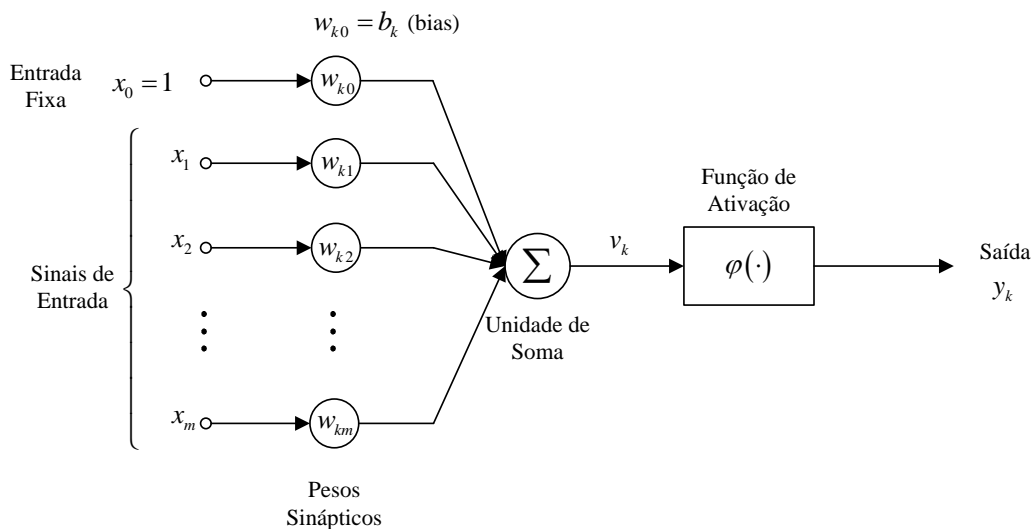 w_{k0} = b_k (bias)
Entrada
Fixa
x_0 = 1
w_{k0}
x_1
w_{k1}
x_2
w_{k2}
Sinais de
Entrada
x_m
w_{km}
Pesos
Sinápticos
Σ
Unidade de
Soma
v_k
Função de
Ativação
φ(·)
Saída
y_k